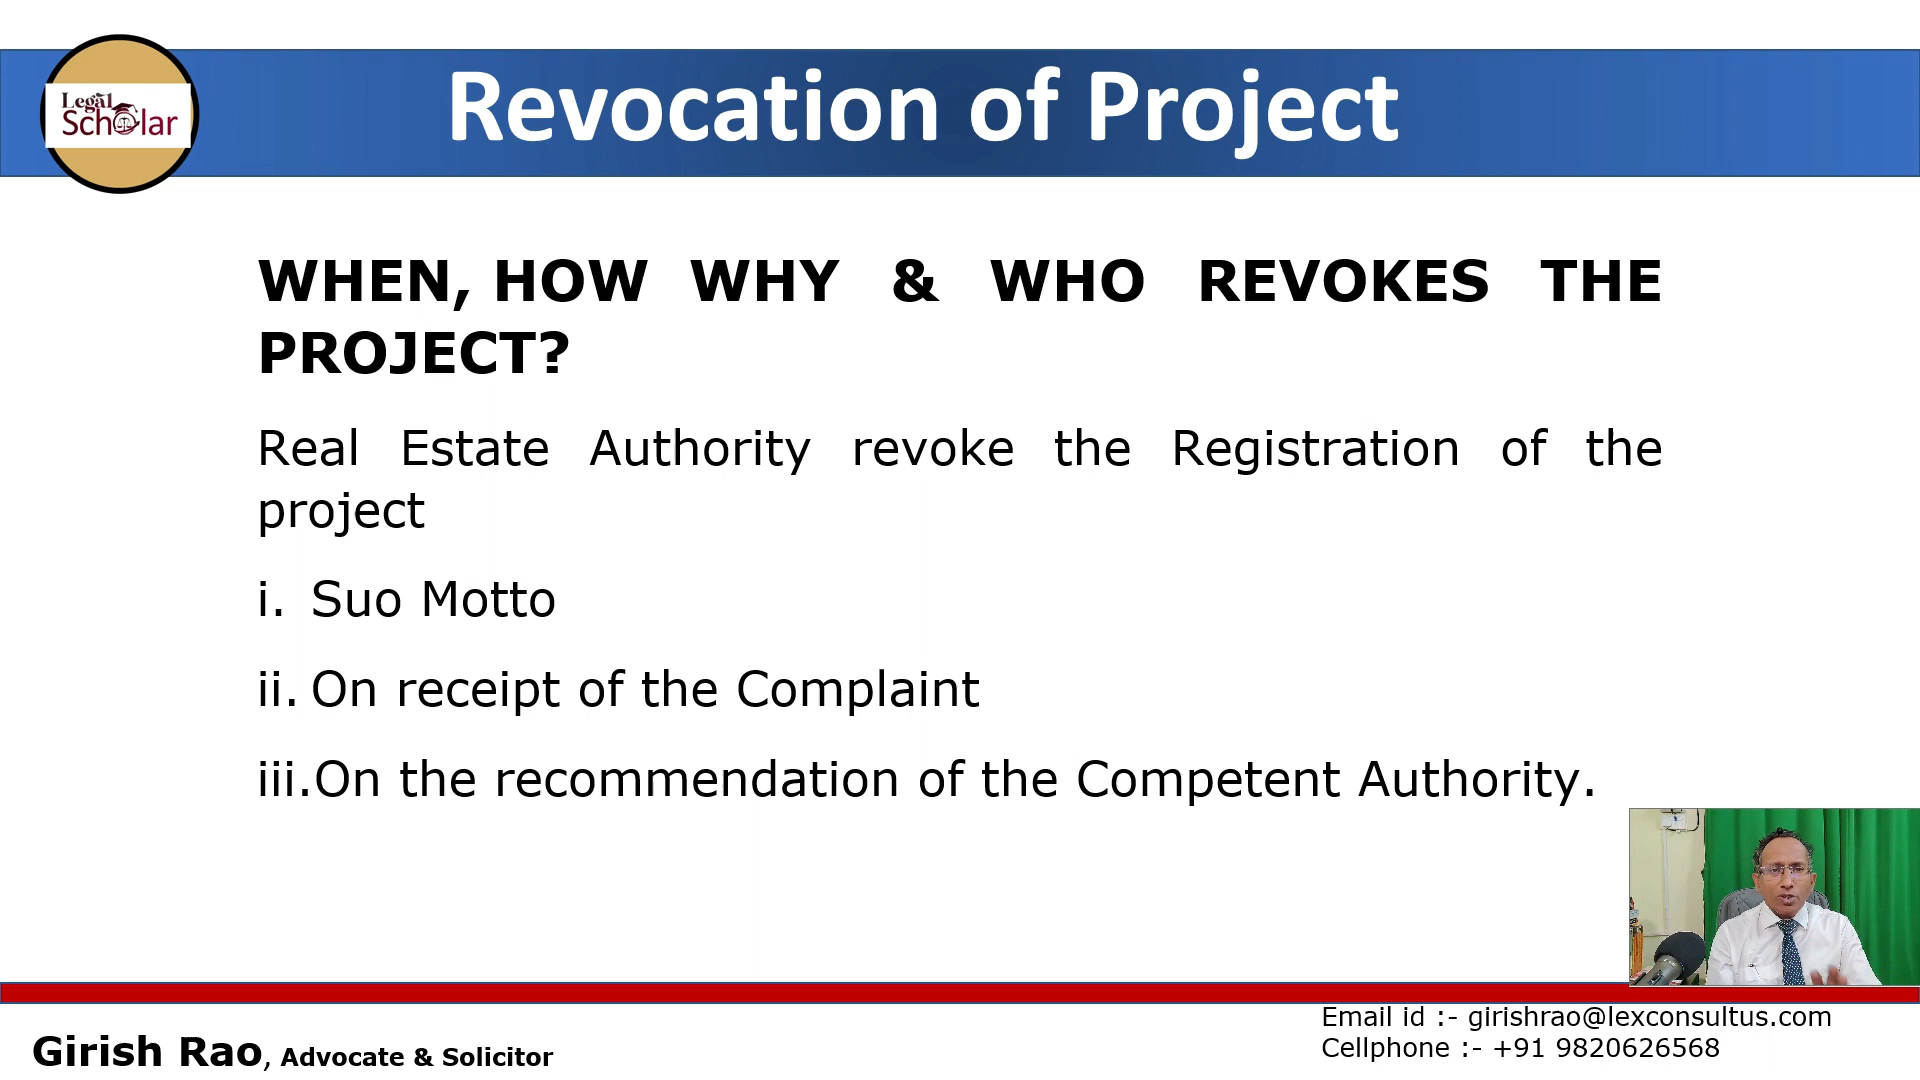 Legal
Scholar
Revocation of Project
WHEN, HOW WHY & WHO REVOKES THE
PROJECT?
Real Estate Authority revoke the Registration of the
project
i. Suo Motto
ii. On receipt of the Complaint
iii.On the recommendation of the Competent Authority.
Girish Rao, Advocate & Solicitor
Email id :- girishrao@lexconsultus.com
Cellphone :- +91 9820626568